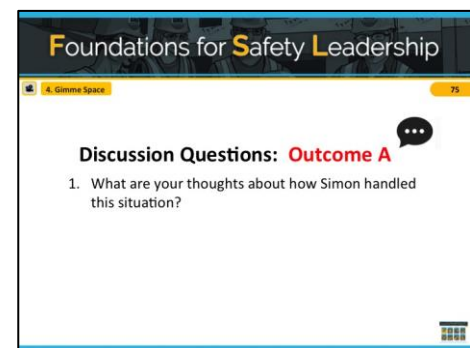 Foundations for Safety Leadership
4. Gimme Space
75
Discussion Questions: Outcome A
1. What are your thoughts about how Simon handled
this situation?